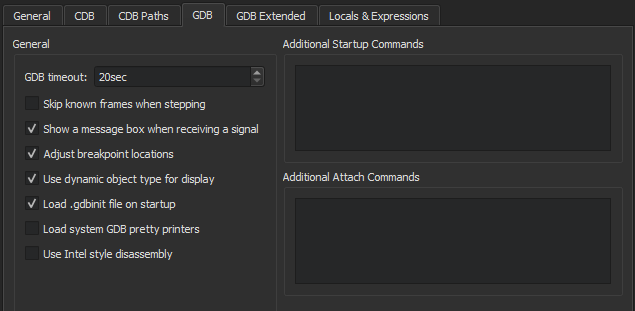 General CDB CDB Paths GDB GDB Extended Locals & Expressions
General
GDB timeout: 20sec
Skip known frames when stepping
Show a message box when receiving a signal
Adjust breakpoint locations
Use dynamic object type for display
Load .gdbinit file on startup
Load system GDB pretty printers
Use Intel style disassembly
Additional Startup Commands
Additional Attach Commands